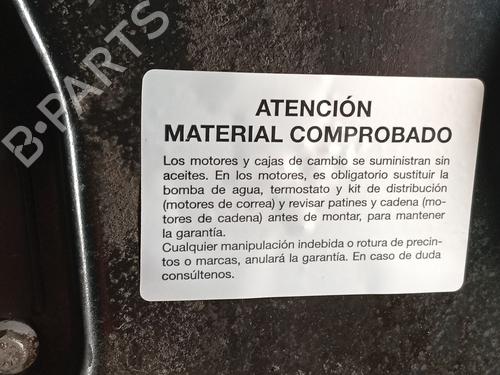 B-PARTS
ATENCIÓN
MATERIAL COMPROBADO
Los motores y cajas de cambio se suministran sin
aceites. En los motores, es obligatorio sustituir la
bomba de agua, termostato y kit de distribución
(motores de correa) y revisar patines y cadena (mo-
tores de cadena) antes de montar, para mantener
la garantía.
Cualquier manipulación indebida o rotura de precin-
tos o marcas, anulará la garantía. En caso de duda
consúltenos.